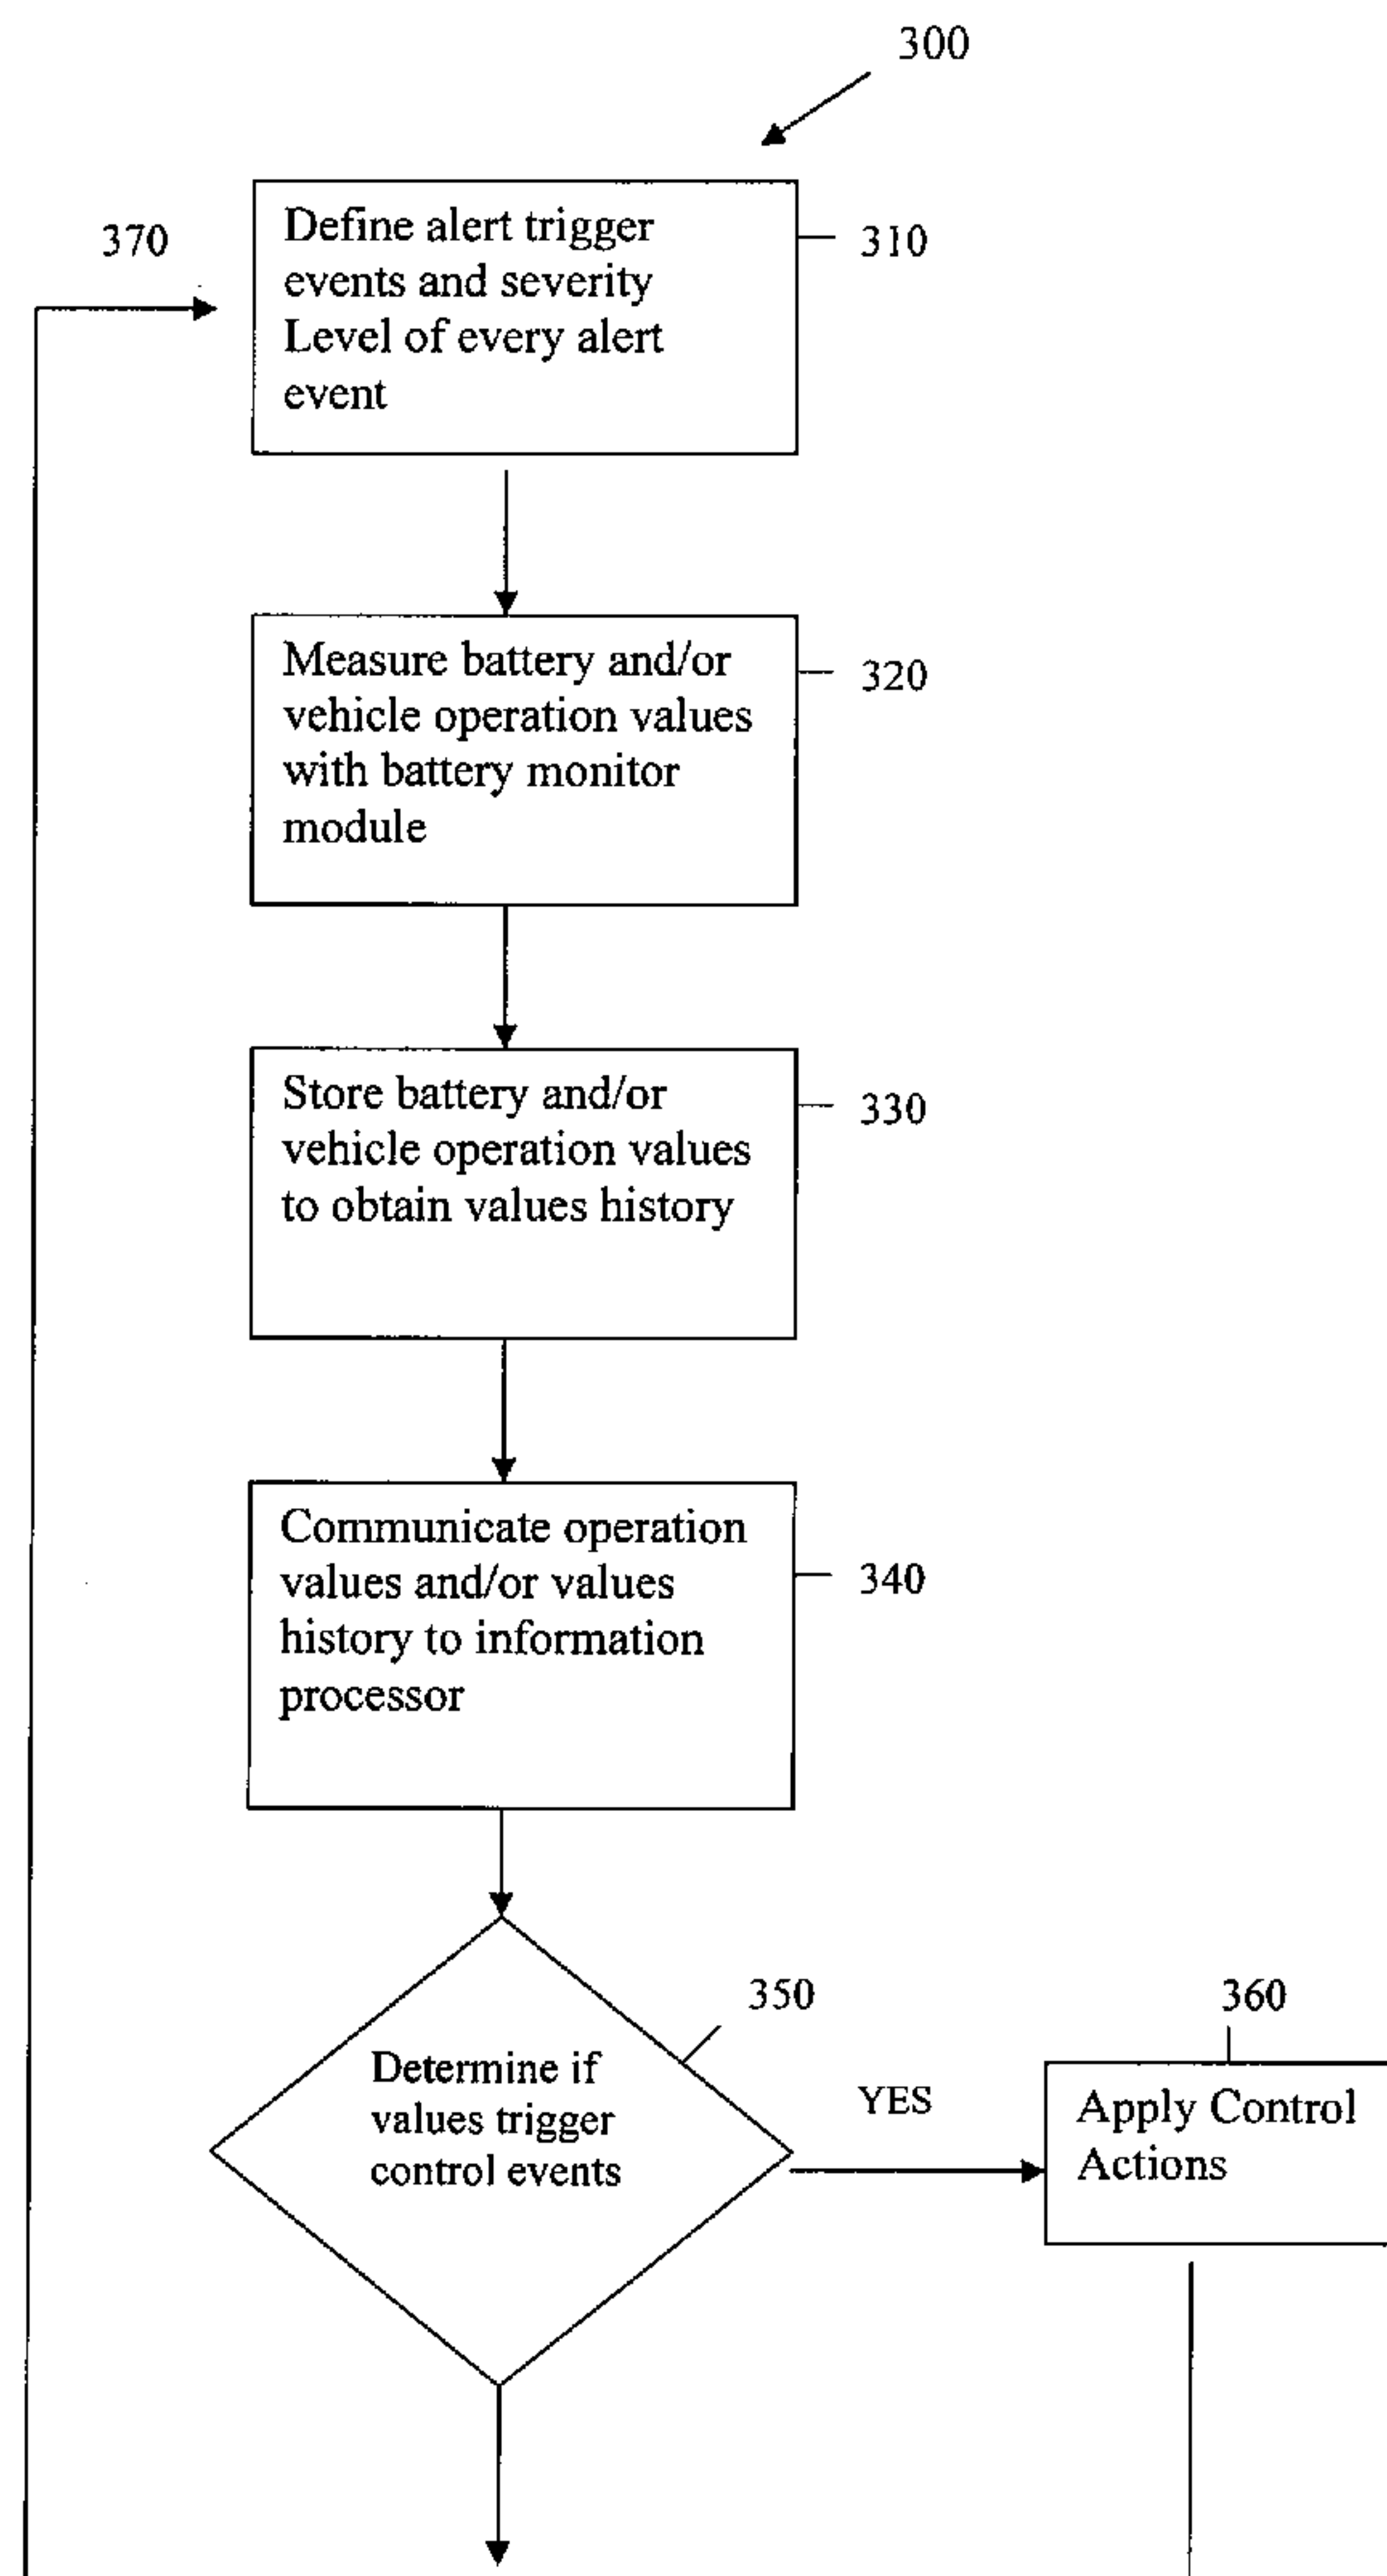 300
370
Define alert trigger
events and severity
Level of every alert
event
310
Measure battery and/or
vehicle operation values
with battery monitor
module
320
Store battery and/or
vehicle operation values
to obtain values history
330
Communicate operation
values and/or values
history to information
processor
340
350
Determine if
values trigger
control events
YES
360
Apply Control
Actions